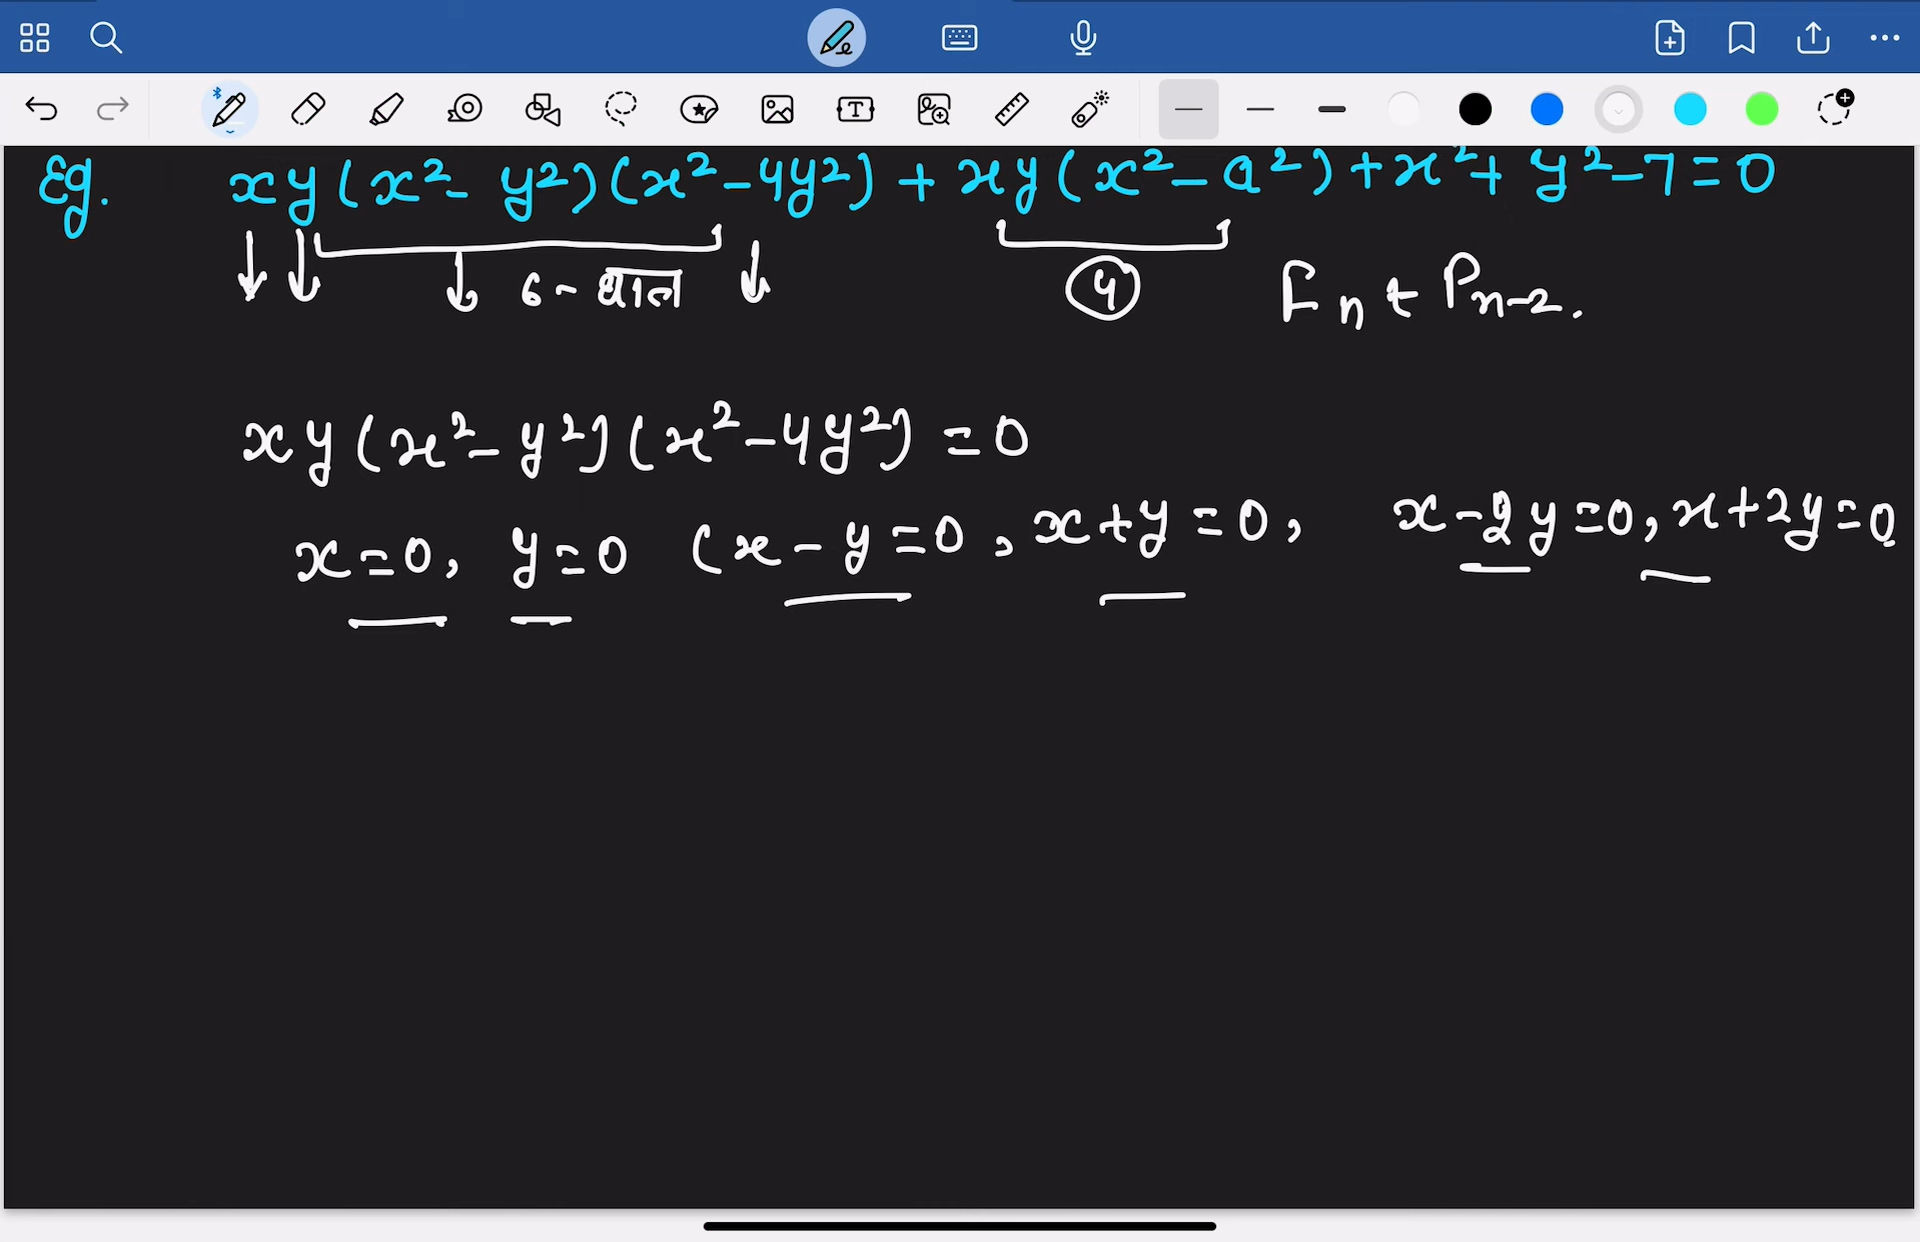 Eg. xy(x²-y²)(x²-4y²)+xy(x²-a²)+x²+y²-7=0
6- घाल 4 Fn + Pn-2.
xy(x²-y²)(x²-4y²)=0
x=0, y=0 (x-y=0, x+y=0, x-2y=0, x+2y=0